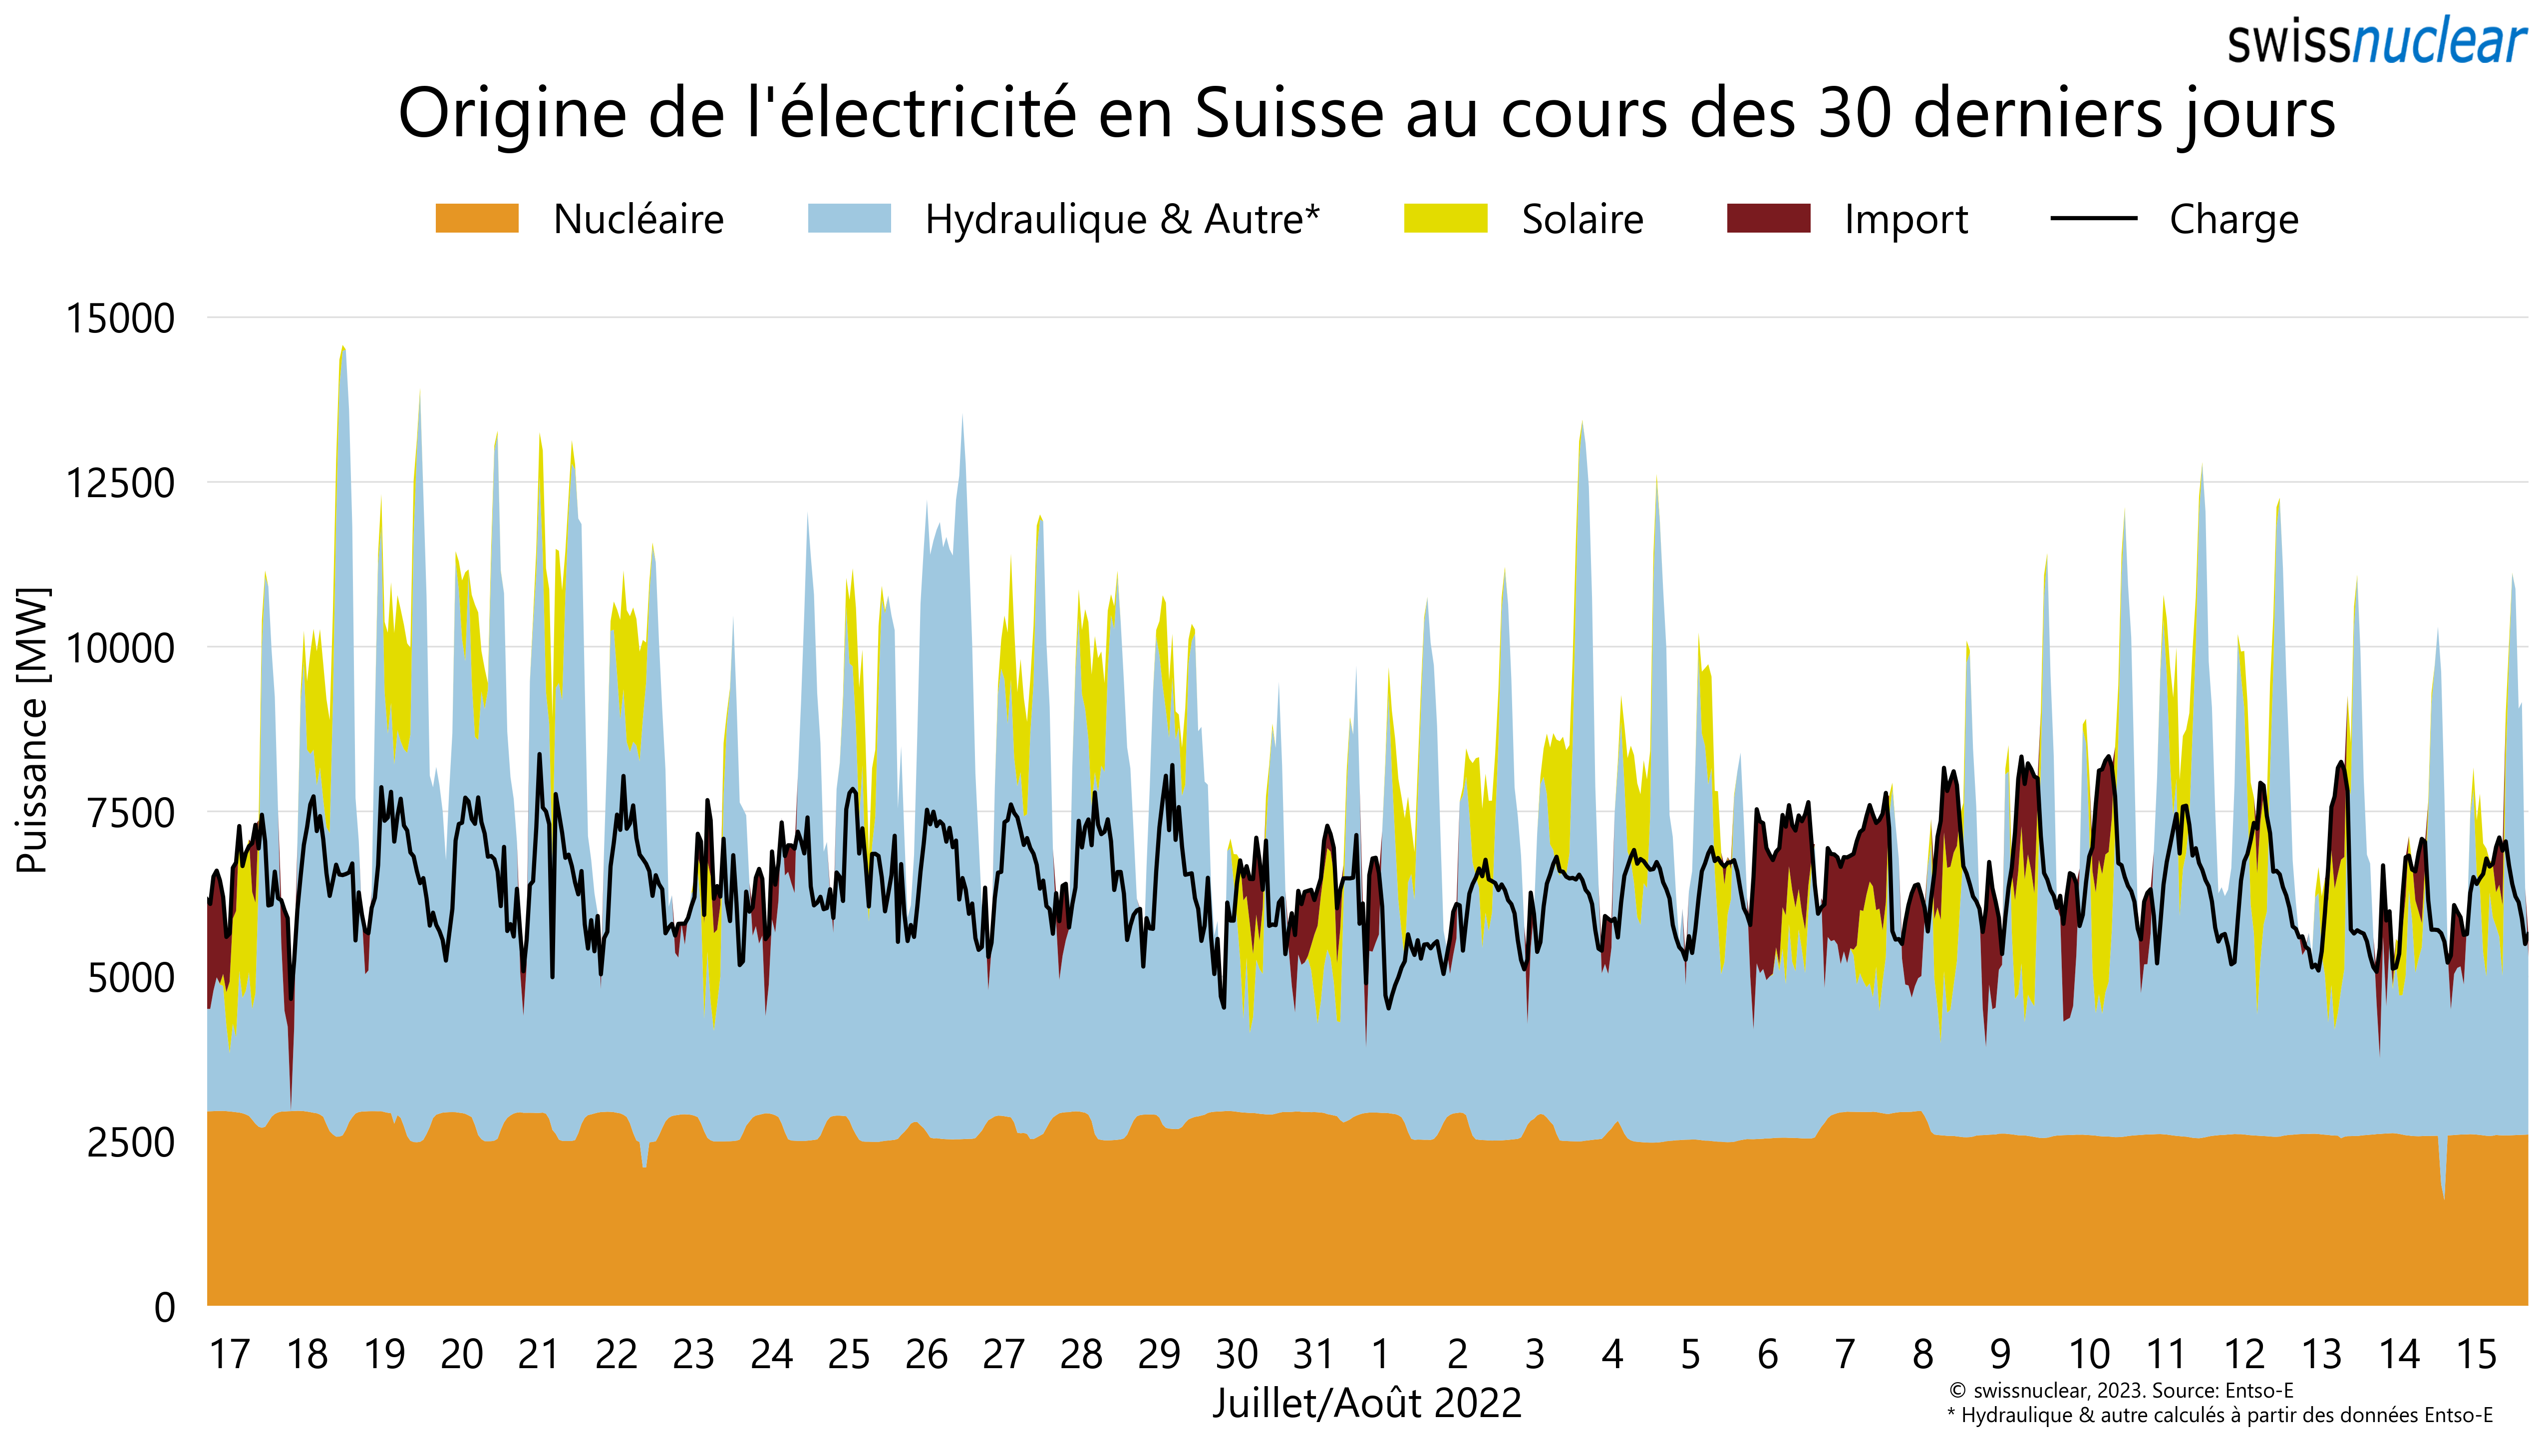 swissnuclear
Origine de l'électricité en Suisse au cours des 30 derniers jours
Nucléaire Hydraulique & Autre* Solaire Import Charge
Puissance [MW]
15000
12500
10000
7500
5000
2500
0
17 18 19 20 21 22 23 24 25 26 27 28 29 30 31 1 2 3 4 5 6 7 8 9 10 11 12 13 14 15
Juillet/Août 2022
© swissnuclear, 2023. Source: Entso-E
* Hydraulique & autre calculés à partir des données Entso-E